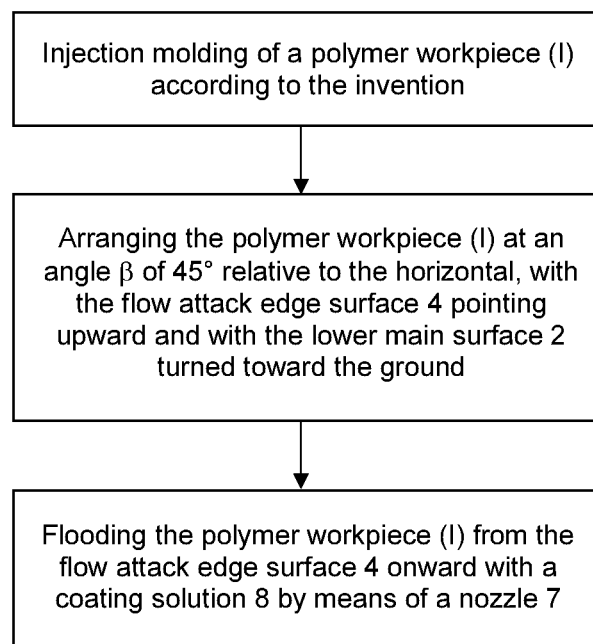 Injection molding of a polymer workpiece (I)
according to the invention
Arranging the polymer workpiece (I) at an
angle β of 45° relative to the horizontal, with
the flow attack edge surface 4 pointing
upward and with the lower main surface 2
turned toward the ground
Flooding the polymer workpiece (I) from the
flow attack edge surface 4 onward with a
coating solution 8 by means of a nozzle 7